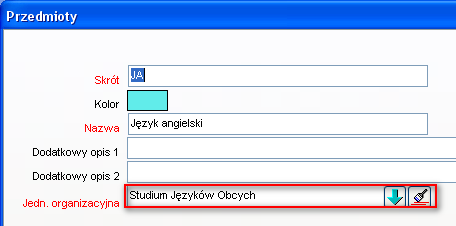 Przedmioty
Skrót JA
Kolor
Nazwa Język angielski
Dodatkowy opis 1
Dodatkowy opis 2
Jedn. organizacyjna Studium Języków Obcych